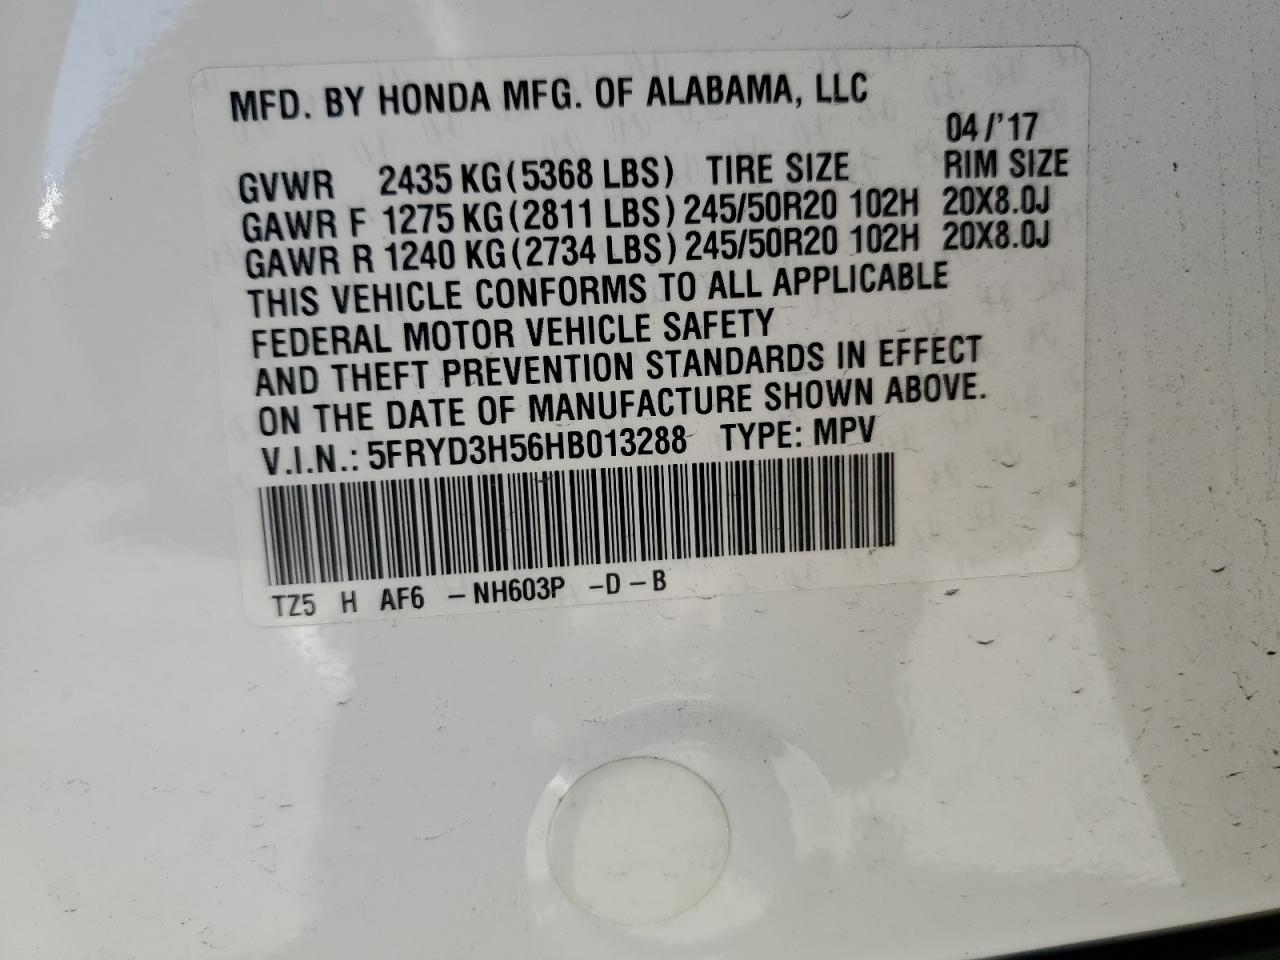 MFD. BY HONDA MFG. OF ALABAMA, LLC
04/'17
GVWR 2435 KG(5368 LBS) TIRE SIZE RIM SIZE
GAWR F 1275 KG(2811 LBS) 245/50R20 102H 20X8.0J
GAWR R 1240 KG(2734 LBS) 245/50R20 102H 20X8.0J
THIS VEHICLE CONFORMS TO ALL APPLICABLE
FEDERAL MOTOR VEHICLE SAFETY
AND THEFT PREVENTION STANDARDS IN EFFECT
ON THE DATE OF MANUFACTURE SHOWN ABOVE.
V.I.N.: 5FRYD3H56HB013288 TYPE: MPV
TZ5 H AF6 -NH603P -D-B